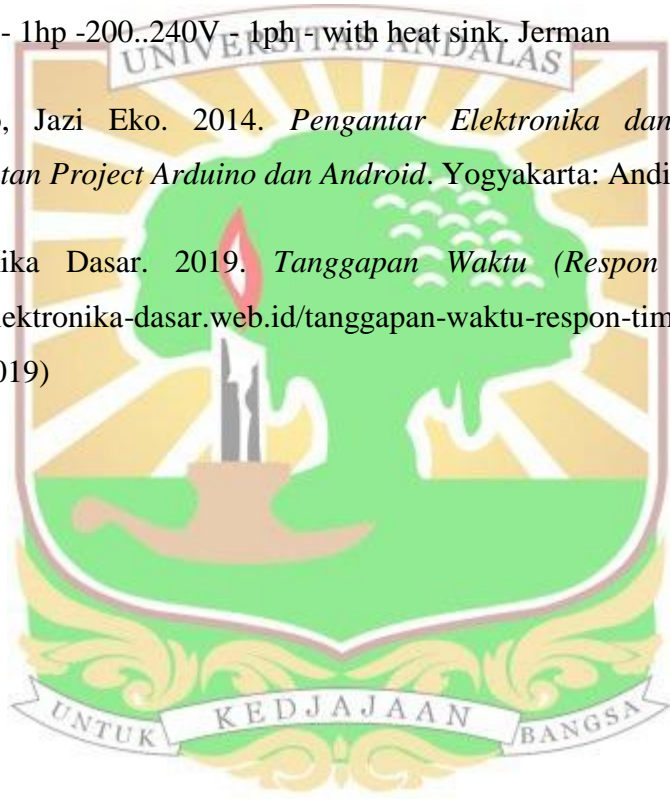 - 1hp -200..240V - 1ph - with heat sink. Jerman
UNIVERSITAS ANDALAS
, Jazi Eko. 2014. Pengantar Elektronika dan
tan Project Arduino dan Android. Yogyakarta: Andi
ika Dasar. 2019. Tanggapan Waktu (Respon
lektronika-dasar.web.id/tanggapan-waktu-respon-tim
019)
UNTUK KEDJAJAAN BANGSA